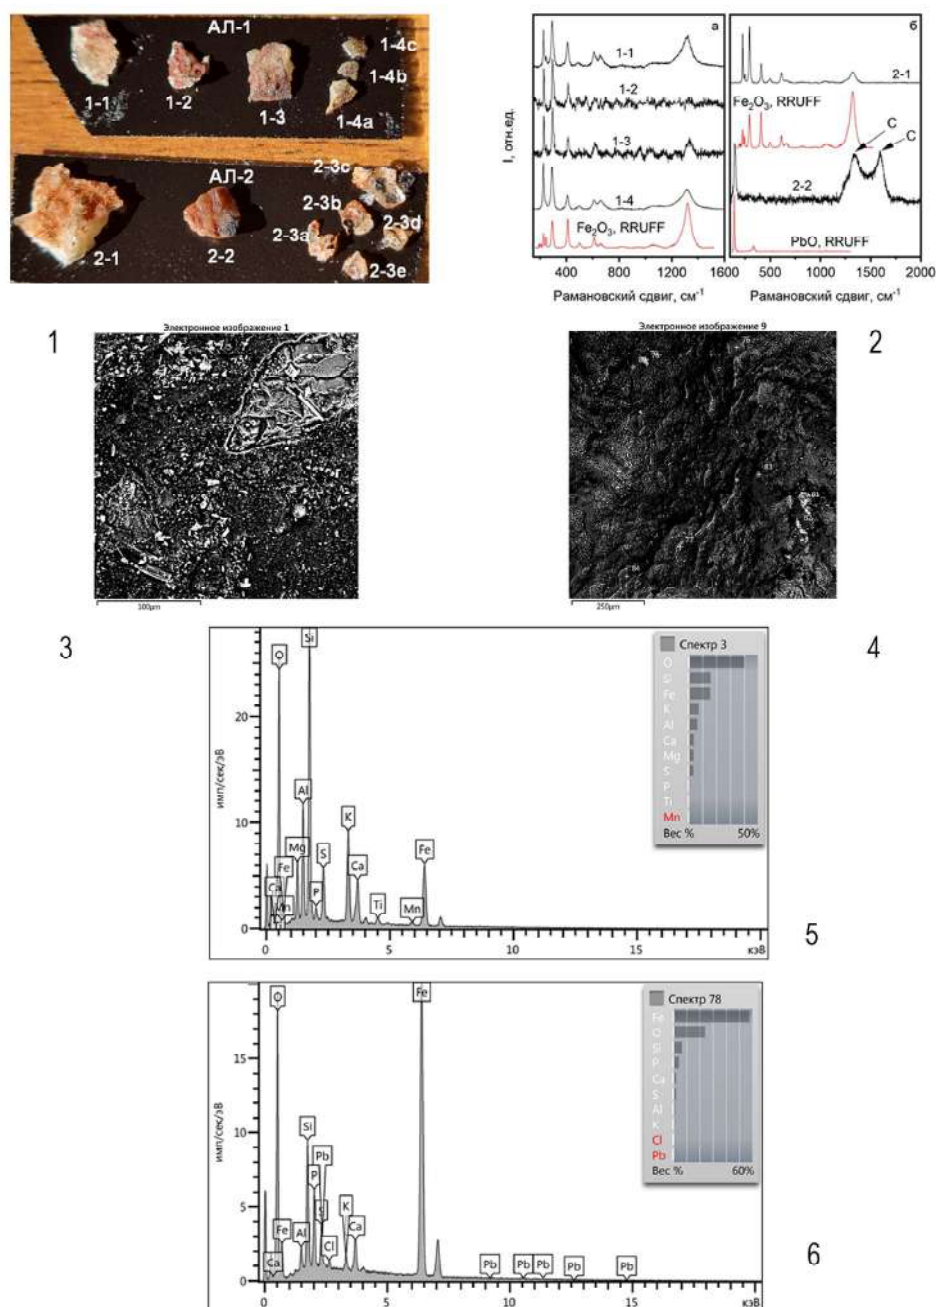 АЛ-1
1-1
1-2
1-3
1-4c
1-4b
1-4a
АЛ-2
2-1
2-2
2-3c
2-3b
2-3a
2-3d
2-3e
1
I, отн.ед.
а
1-1
1-2
1-3
1-4
Fe₂O₃, RRUFF
400 800 1200 1600
Рамановский сдвиг, см⁻¹
б
2-1
Fe₂O₃, RRUFF
C
C
2-2
PbO, RRUFF
500 1000 1500 2000
Рамановский сдвиг, см⁻¹
2
Электронное изображение 1
100µm
3
Электронное изображение 9
250µm
4
имп/сек/эВ
20
10
0
O Si Al Mg Fe Ca Mn P S K Ca Ti Mn Fe
0 5 10 15
кэВ
Спектр 3
O
Si
Fe
K
Al
Ca
Mg
S
P
Ti
Mn
Вес % 50%
5
имп/сек/эВ
15
10
5
0
O Fe Ca Al Si P Pb S Cl K Ca Fe Pb Pb Pb Pb Pb
0 5 10 15
кэВ
Спектр 78
Fe
O
Si
P
Ca
S
Al
K
Cl
Pb
Вес % 60%
6